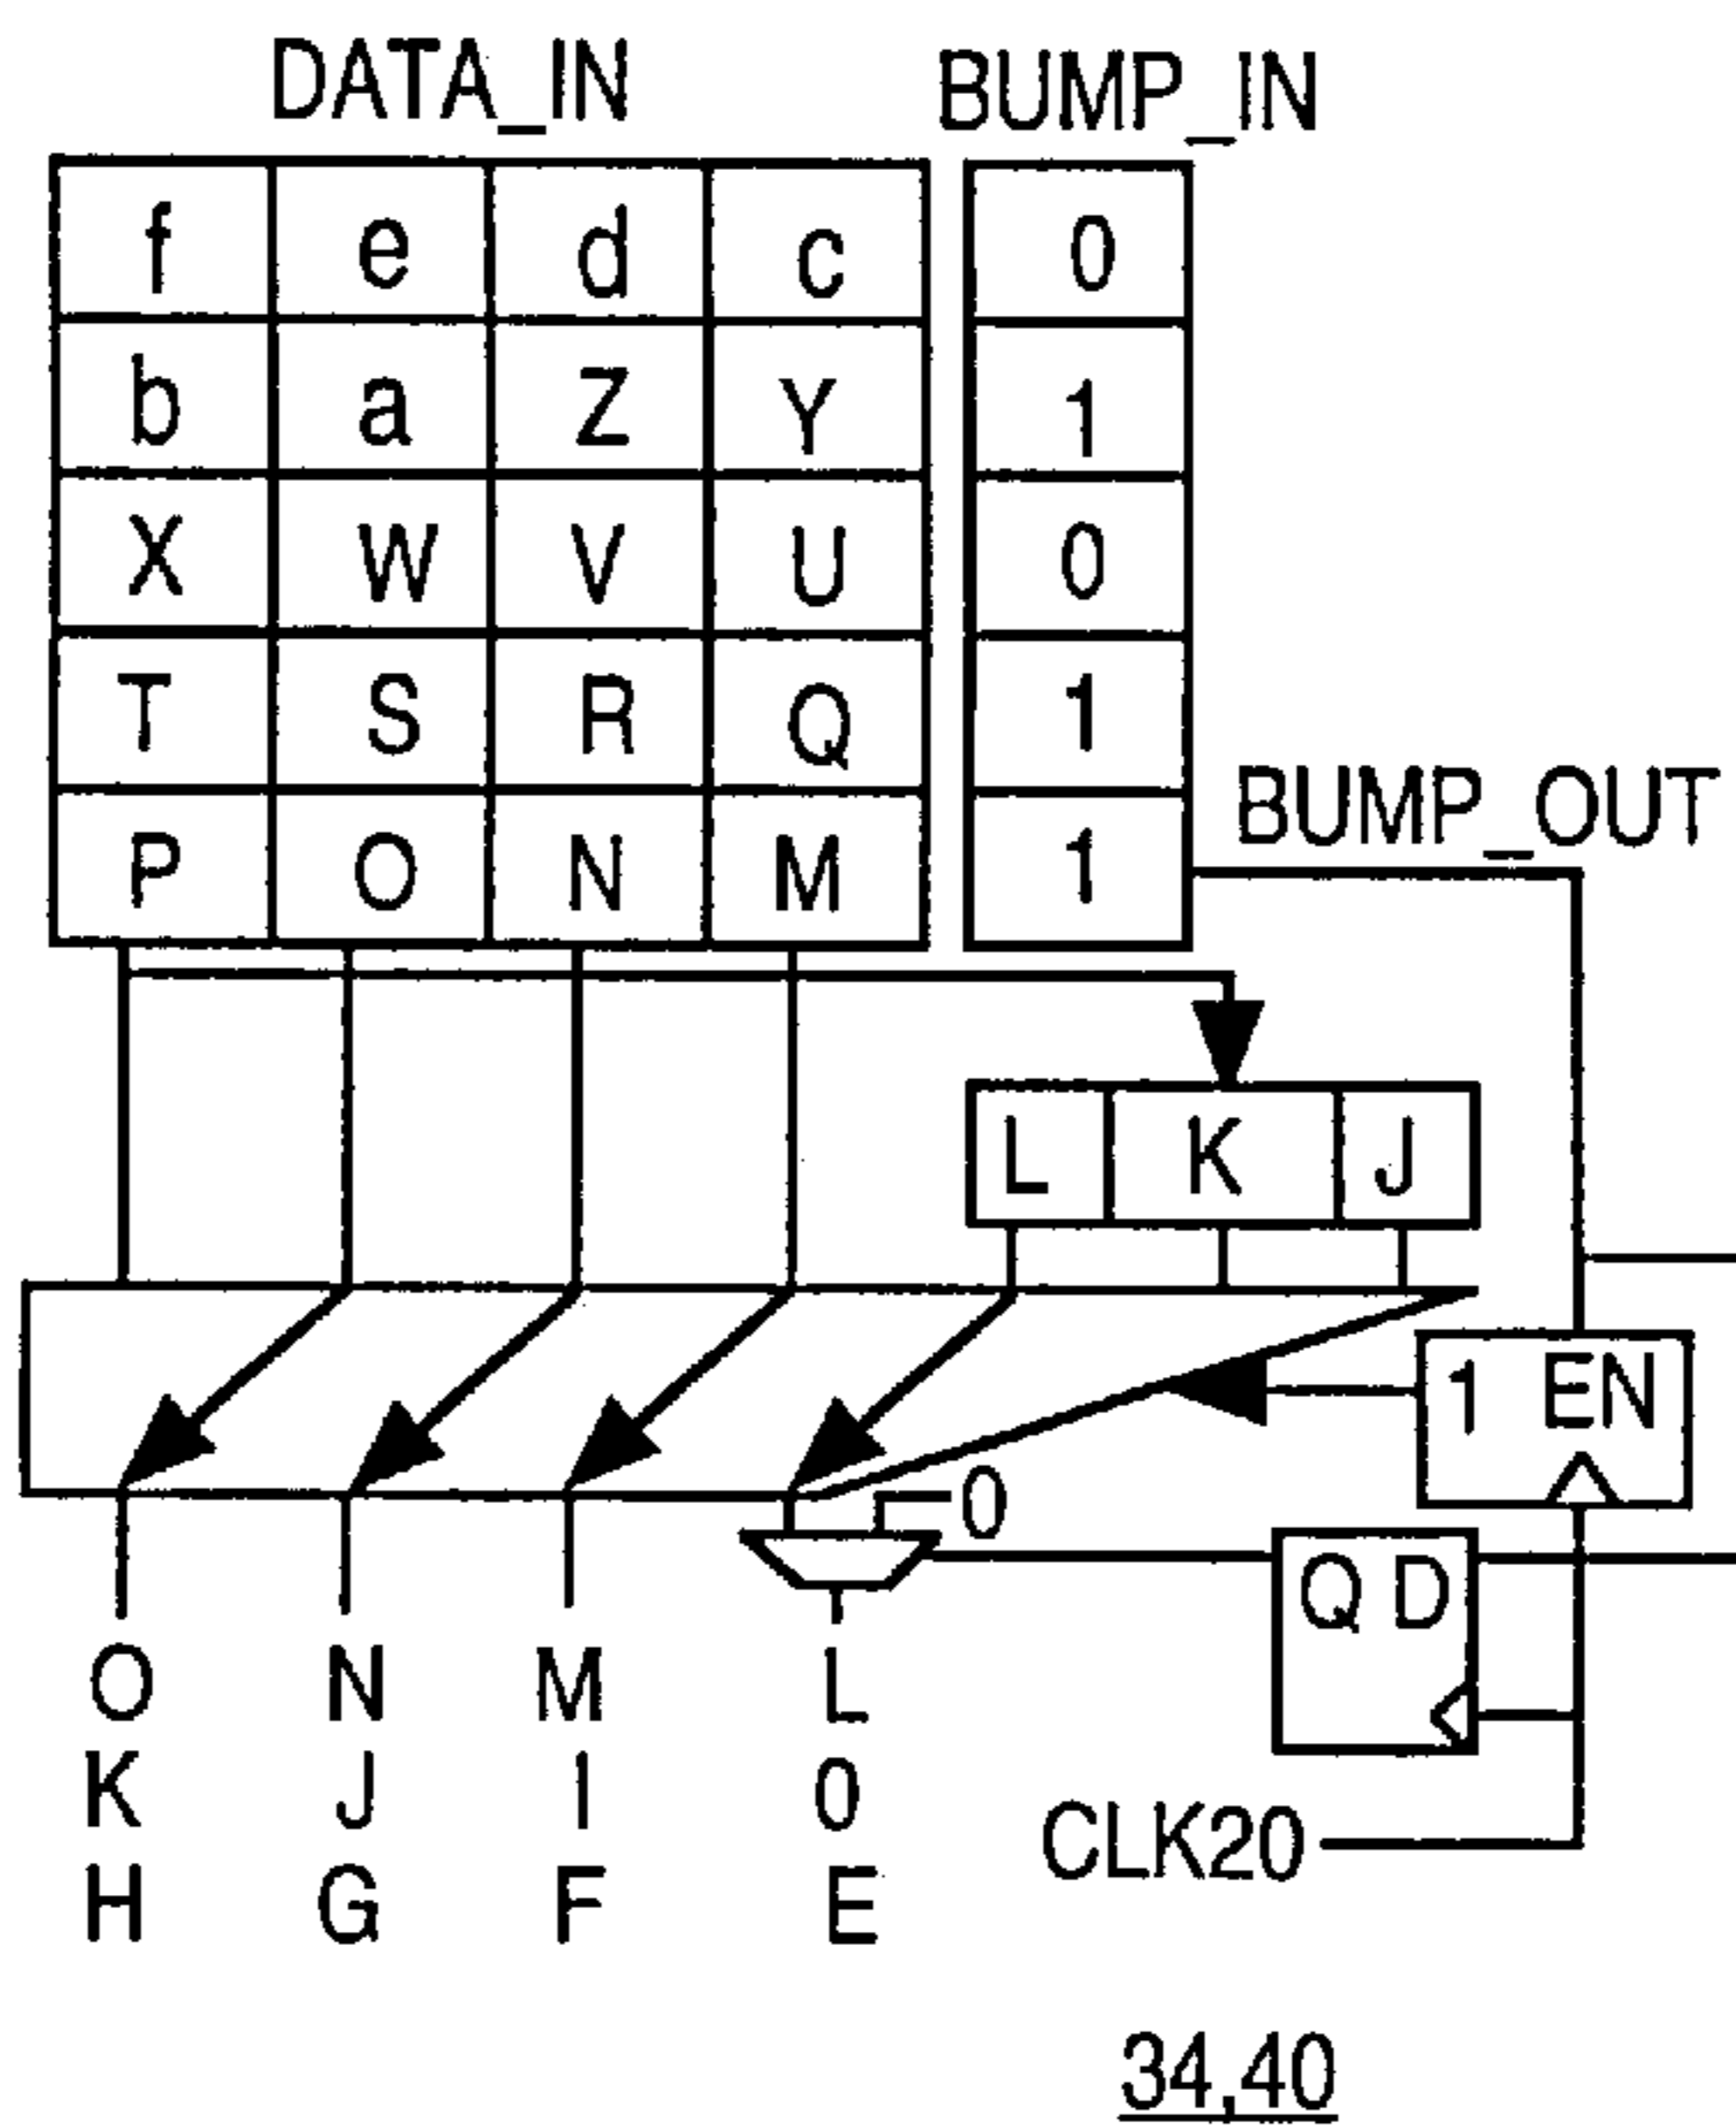 DATA_IN BUMP_IN
f e d c 0
b a Z Y 1
X W V U 0
T S R Q 1
P O N M 1
BUMP_OUT
L K J
1 EN
0
Q D
O N M L
K J I 0
H G F E
CLK20
34,40